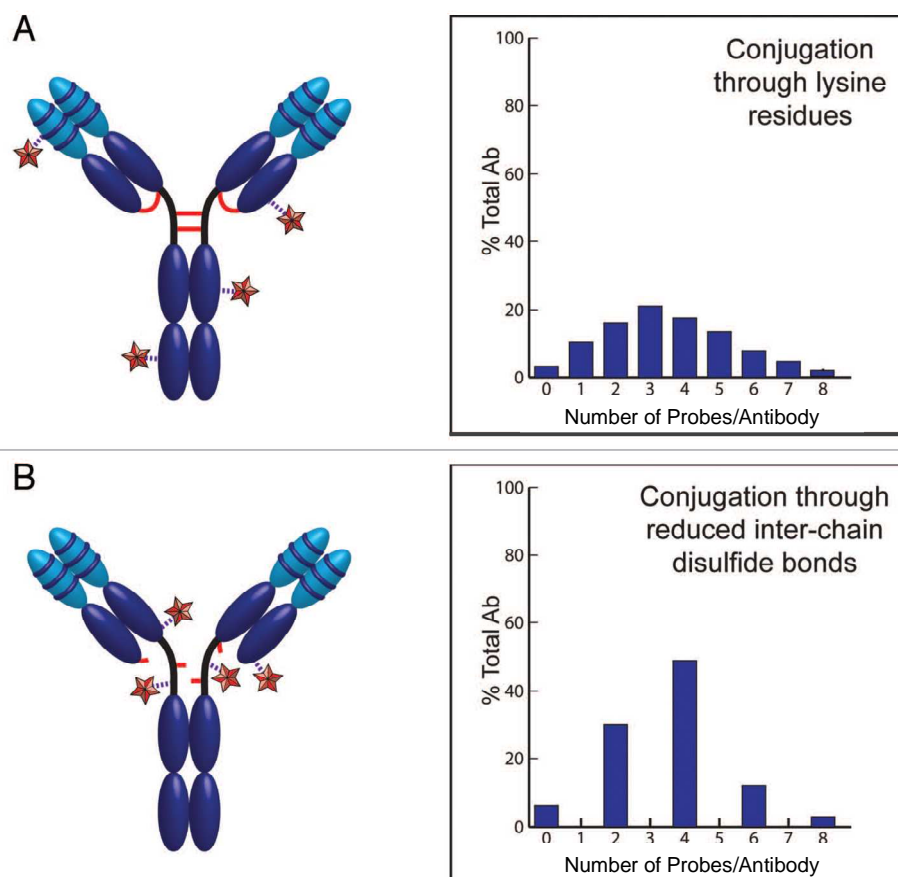 A
Conjugation
through lysine
residues
% Total Ab
100
80
60
40
20
0
0 1 2 3 4 5 6 7 8
Number of Probes/Antibody
B
Conjugation through
reduced inter-chain
disulfide bonds
% Total Ab
100
80
60
40
20
0
0 1 2 3 4 5 6 7 8
Number of Probes/Antibody